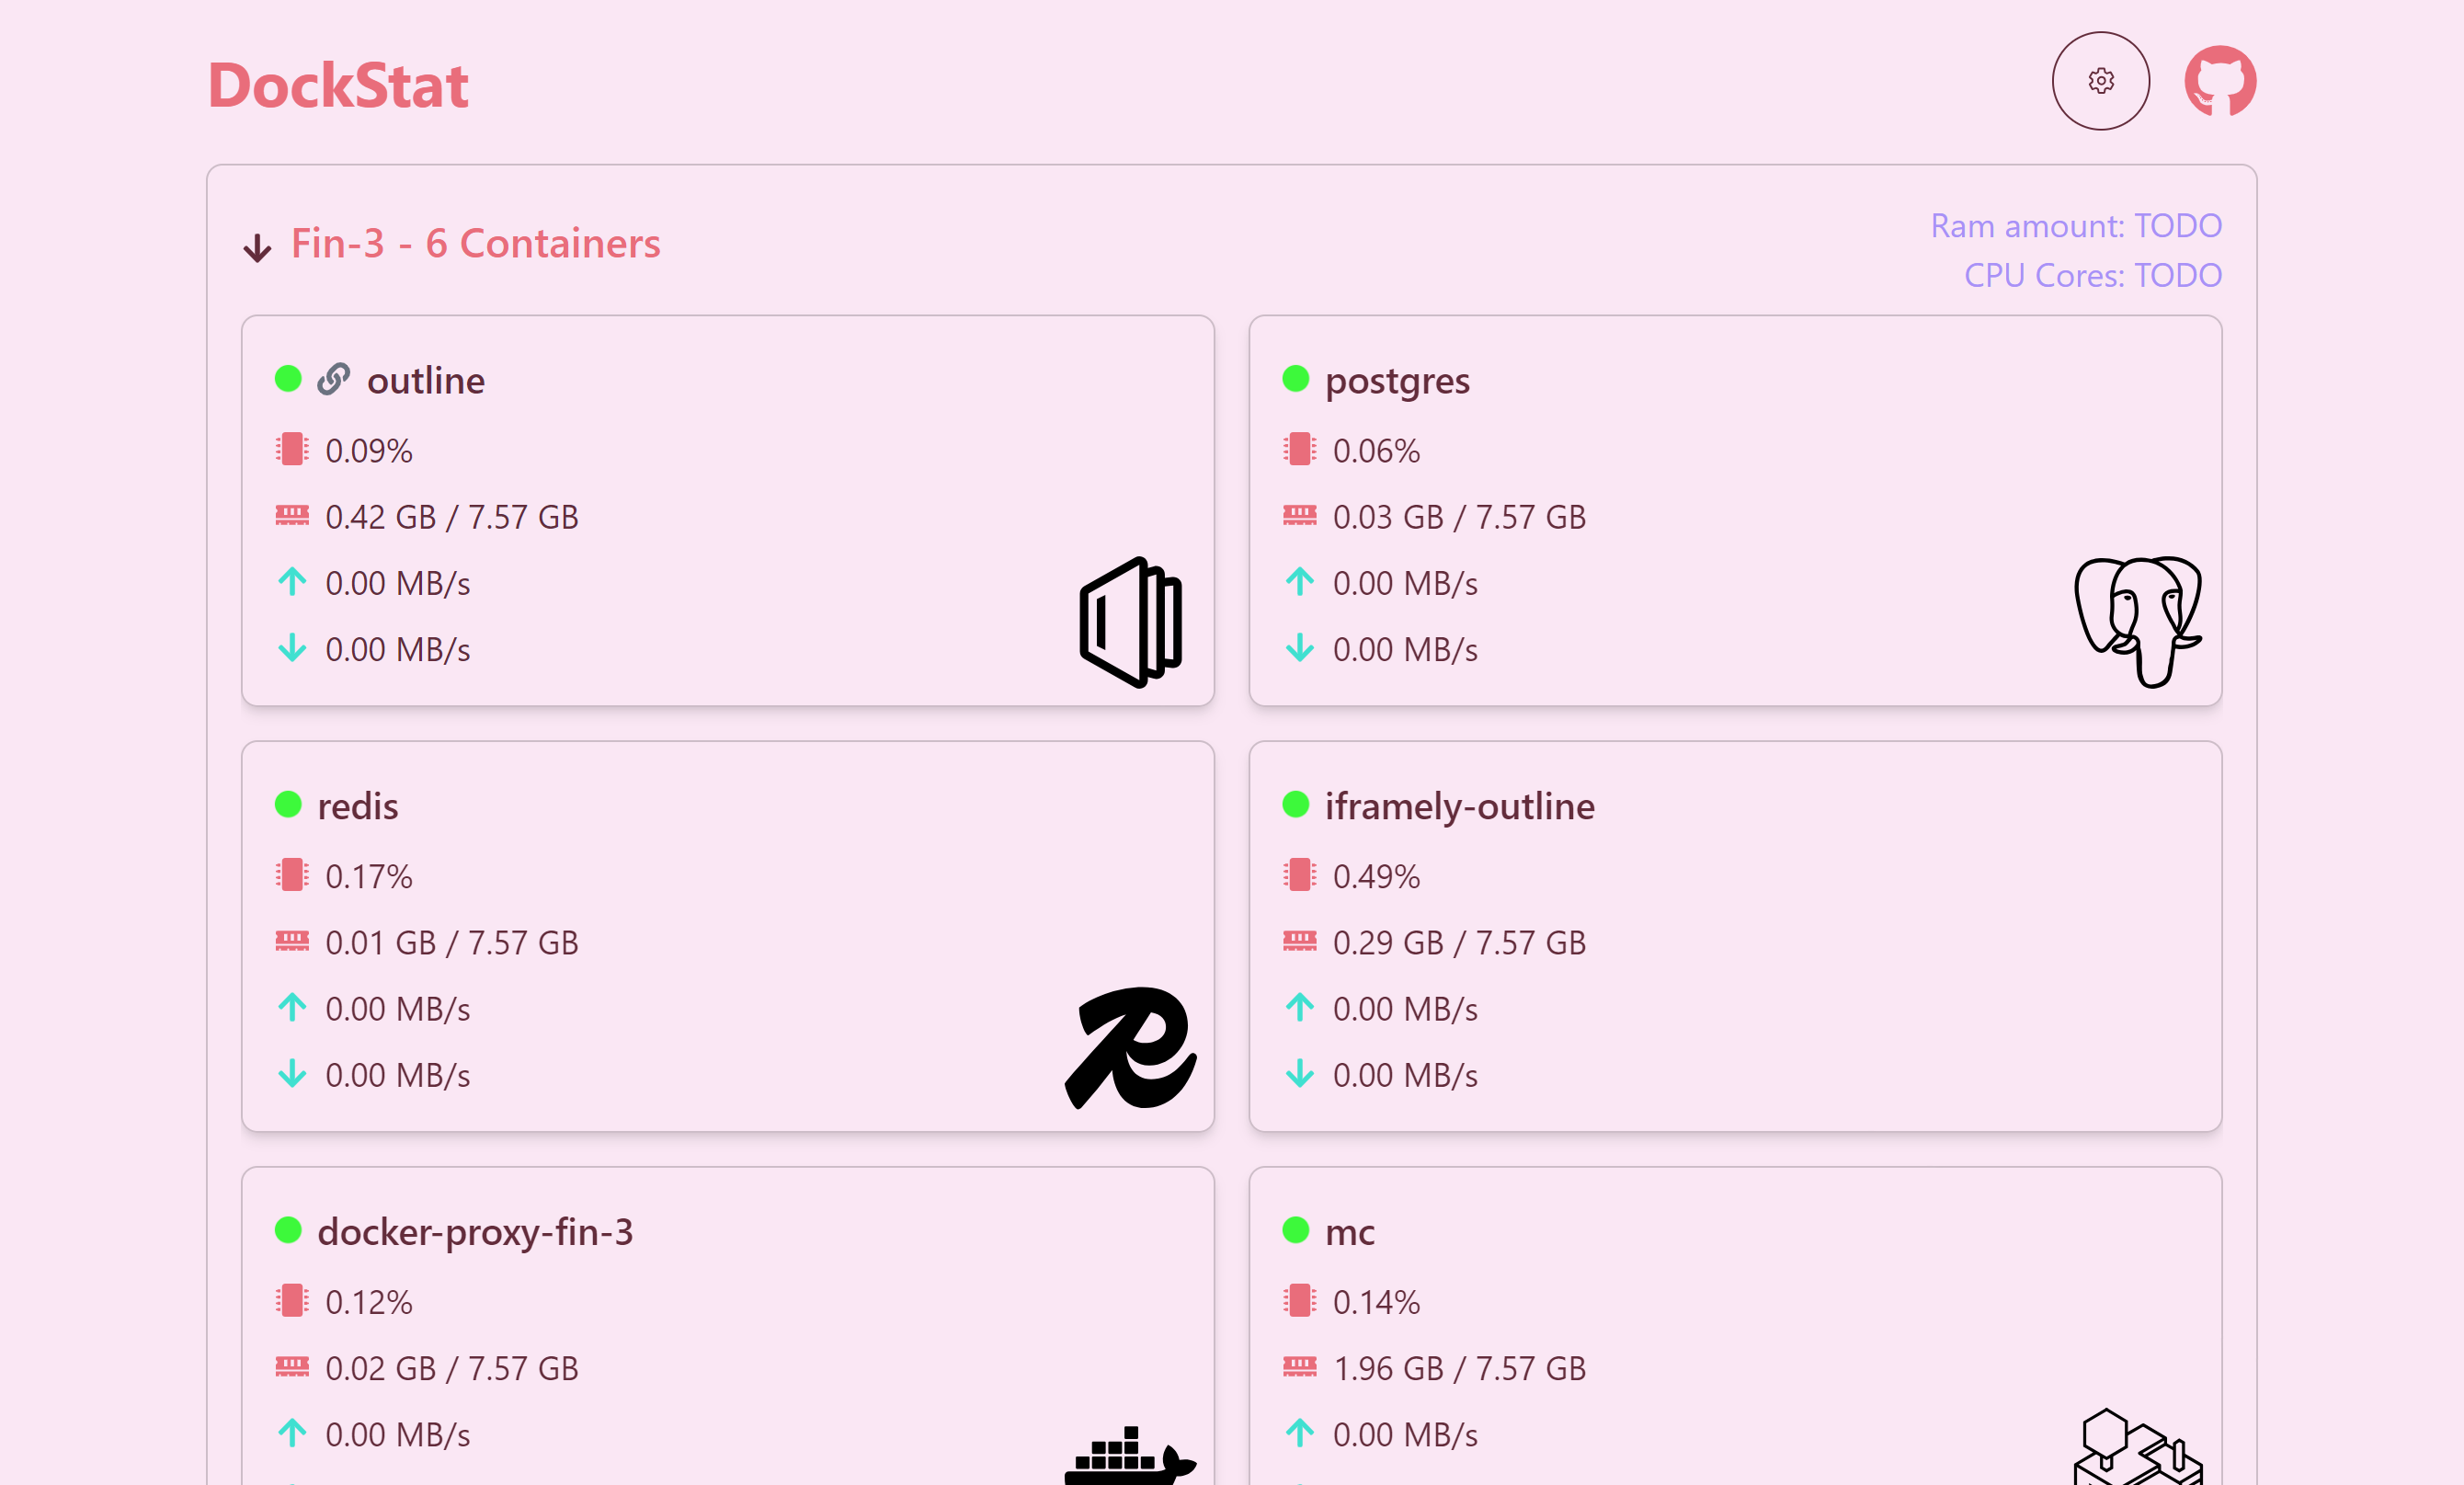 DockStat
Fin-3 - 6 Containers
Ram amount: TODO
CPU Cores: TODO
outline
0.09%
0.42 GB / 7.57 GB
0.00 MB/s
0.00 MB/s
postgres
0.06%
0.03 GB / 7.57 GB
0.00 MB/s
0.00 MB/s
redis
0.17%
0.01 GB / 7.57 GB
0.00 MB/s
0.00 MB/s
iframely-outline
0.49%
0.29 GB / 7.57 GB
0.00 MB/s
0.00 MB/s
docker-proxy-fin-3
0.12%
0.02 GB / 7.57 GB
0.00 MB/s
mc
0.14%
1.96 GB / 7.57 GB
0.00 MB/s